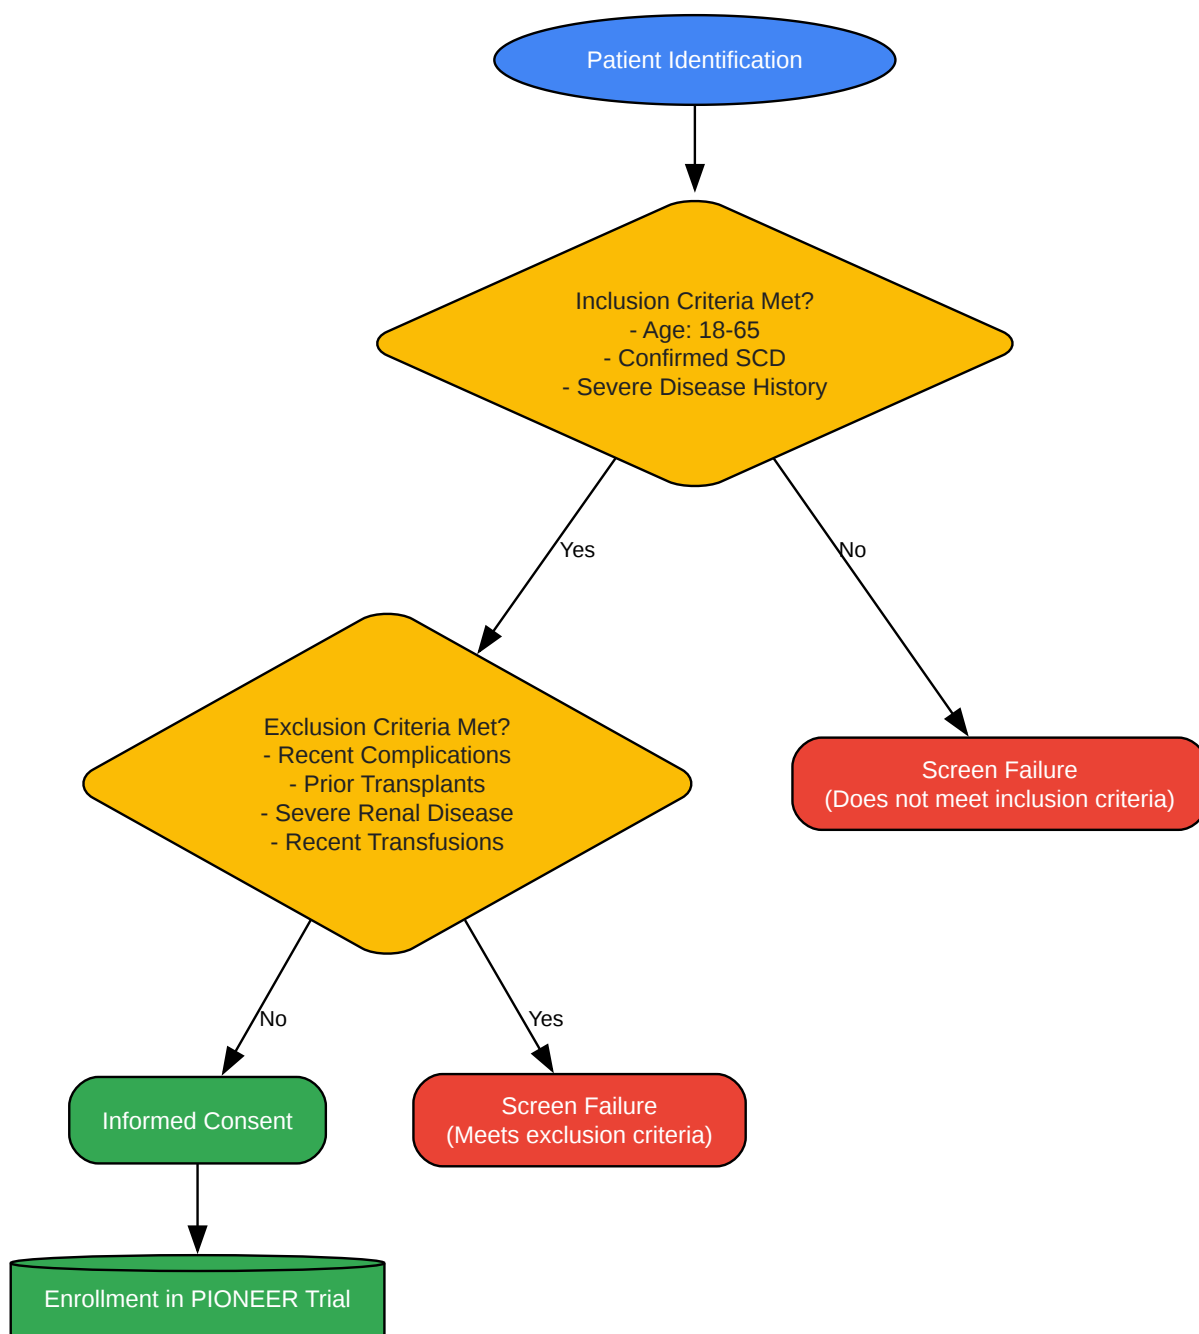 Patient Identification
Inclusion Criteria Met?
- Age: 18-65
- Confirmed SCD
- Severe Disease History
Yes
No
Exclusion Criteria Met?
- Recent Complications
- Prior Transplants
- Severe Renal Disease
- Recent Transfusions
Screen Failure
(Does not meet inclusion criteria)
No
Yes
Informed Consent
Screen Failure
(Meets exclusion criteria)
Enrollment in PIONEER Trial